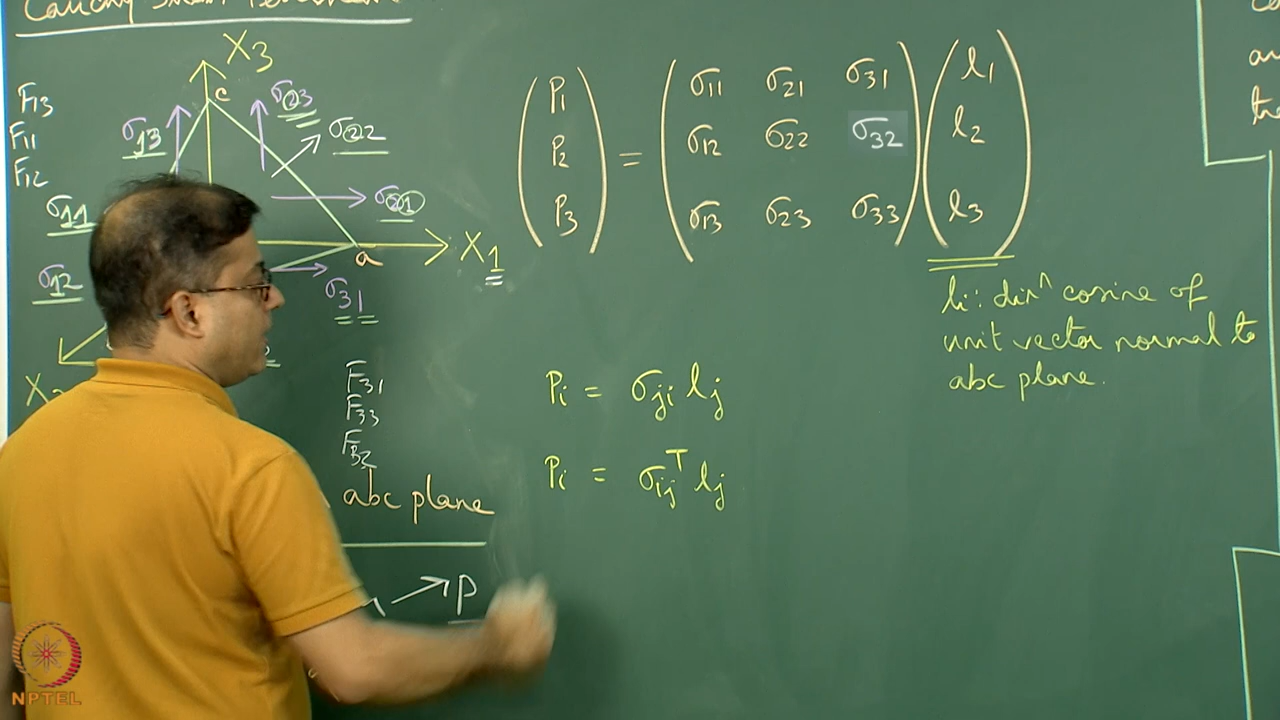 X3
c
F13
F11
F12
σ13
σ23
σ22
σ11
σ21
a
X1
σ12
σ31
F31
F33
F32
abc plane
P
P1 σ11 σ21 σ31 l1
P2 = σ12 σ22 σ32 l2
P3 σ13 σ23 σ33 l3
li : dirⁿ cosine of
unit vector normal to
abc plane.
Pi = σji lj
Pi = σij^T lj
NPTEL